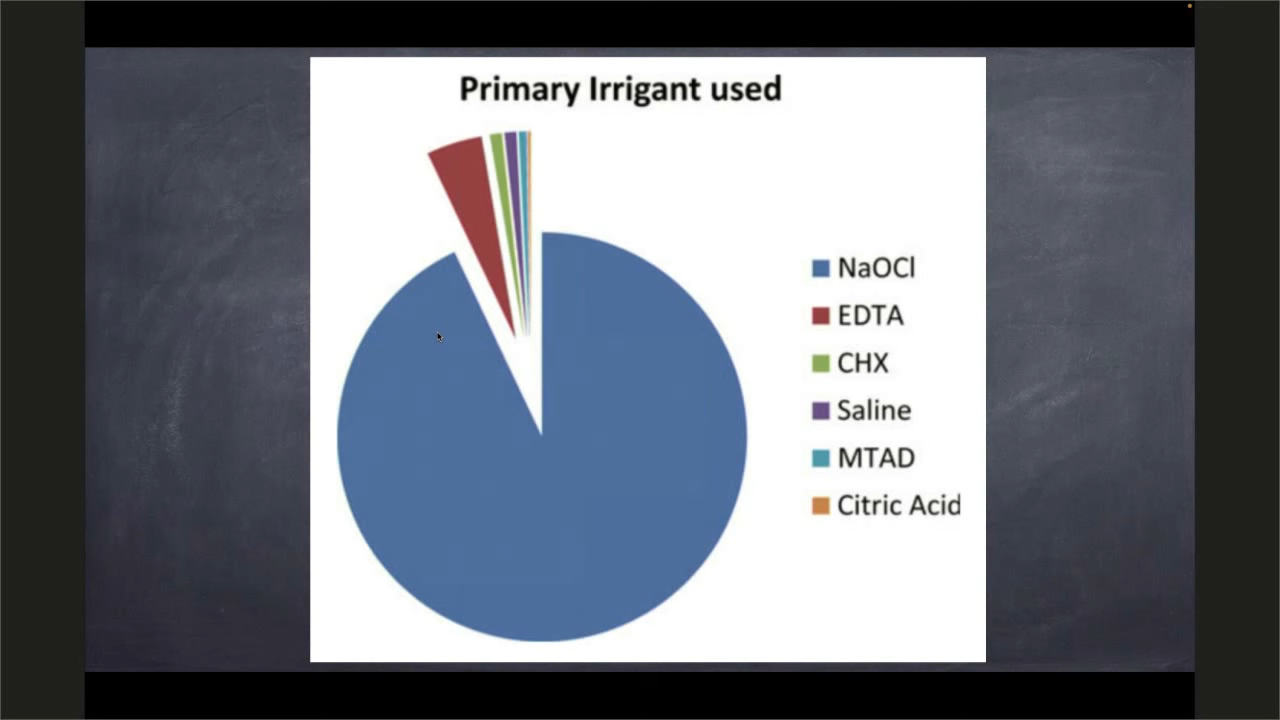 Primary Irrigant used
NaOCl
EDTA
CHX
Saline
MTAD
Citric Acid